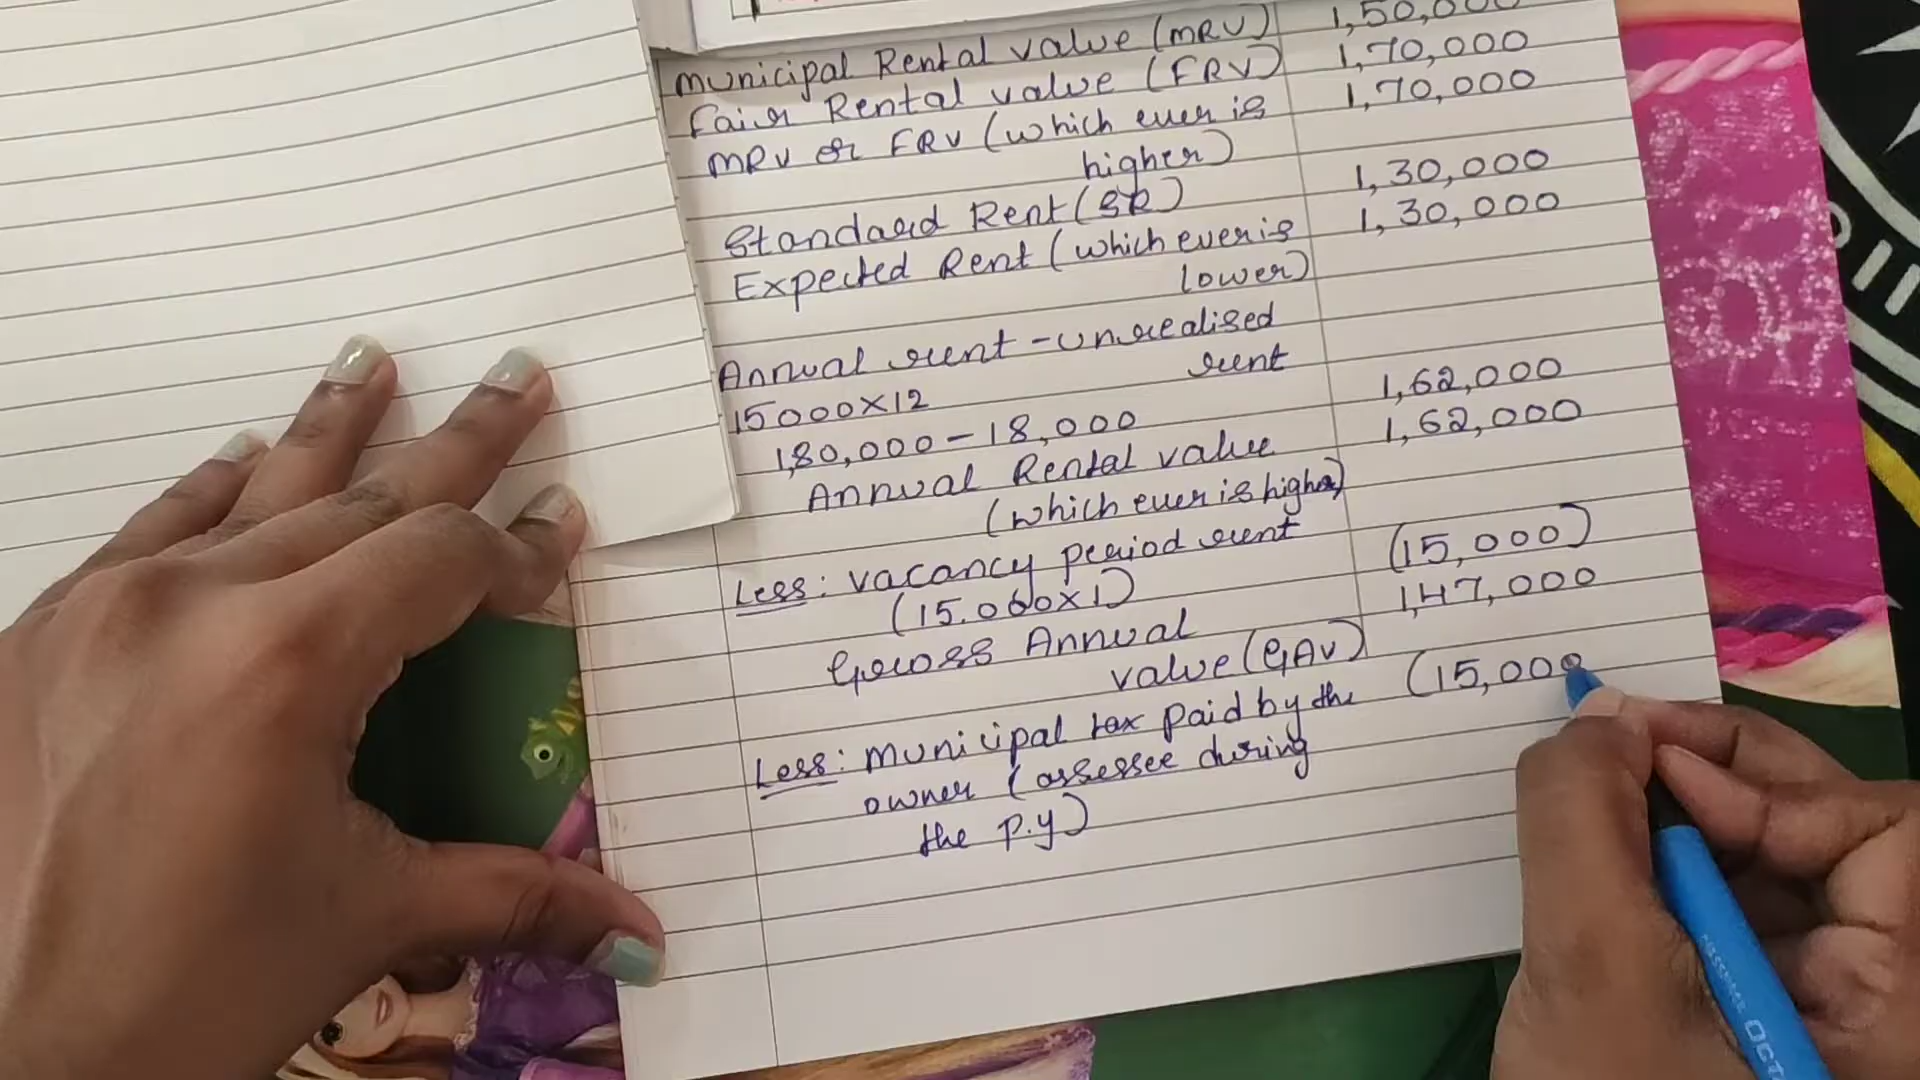 municipal Rental value (MRV) 1,50,000
Fair Rental value (FRV) 1,70,000
MRV or FRV (which ever is 1,70,000
higher)
Standard Rent (SR) 1,30,000
Expected Rent (which ever is 1,30,000
lower)
Annual rent - unrealised
rent
15000X12
1,80,000 - 18,000 1,62,000
Annual Rental value 1,62,000
(which ever is higher)
Less: vacancy period rent (15,000)
(15.000X1)
Gross Annual 1,47,000
value (GAV)
Less: municipal tax paid by the (15,000
owner (assessee during
the p.y)